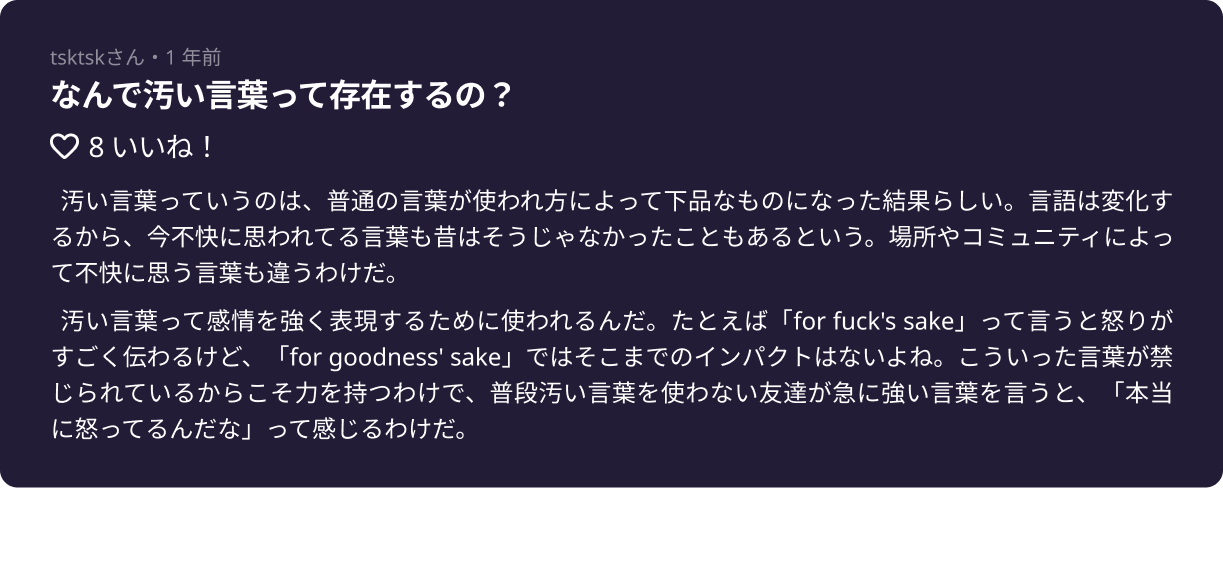 tsktskさん・1 年前
なんで汚い言葉って存在するの？
8 いいね！
汚い言葉っていうのは、普通の言葉が使われ方によって下品なものになった結果らしい。言語は変化す
るから、今不快に思われてる言葉も昔はそうじゃなかったこともあるという。場所やコミュニティによっ
て不快に思う言葉も違うわけだ。
汚い言葉って感情を強く表現するために使われるんだ。たとえば「for fuck's sake」って言うと怒りが
すごく伝わるけど、「for goodness' sake」ではそこまでのインパクトはないよね。こういった言葉が禁
じられているからこそ力を持つわけで、普段汚い言葉を使わない友達が急に強い言葉を言うと、「本当
に怒ってるんだな」って感じるわけだ。